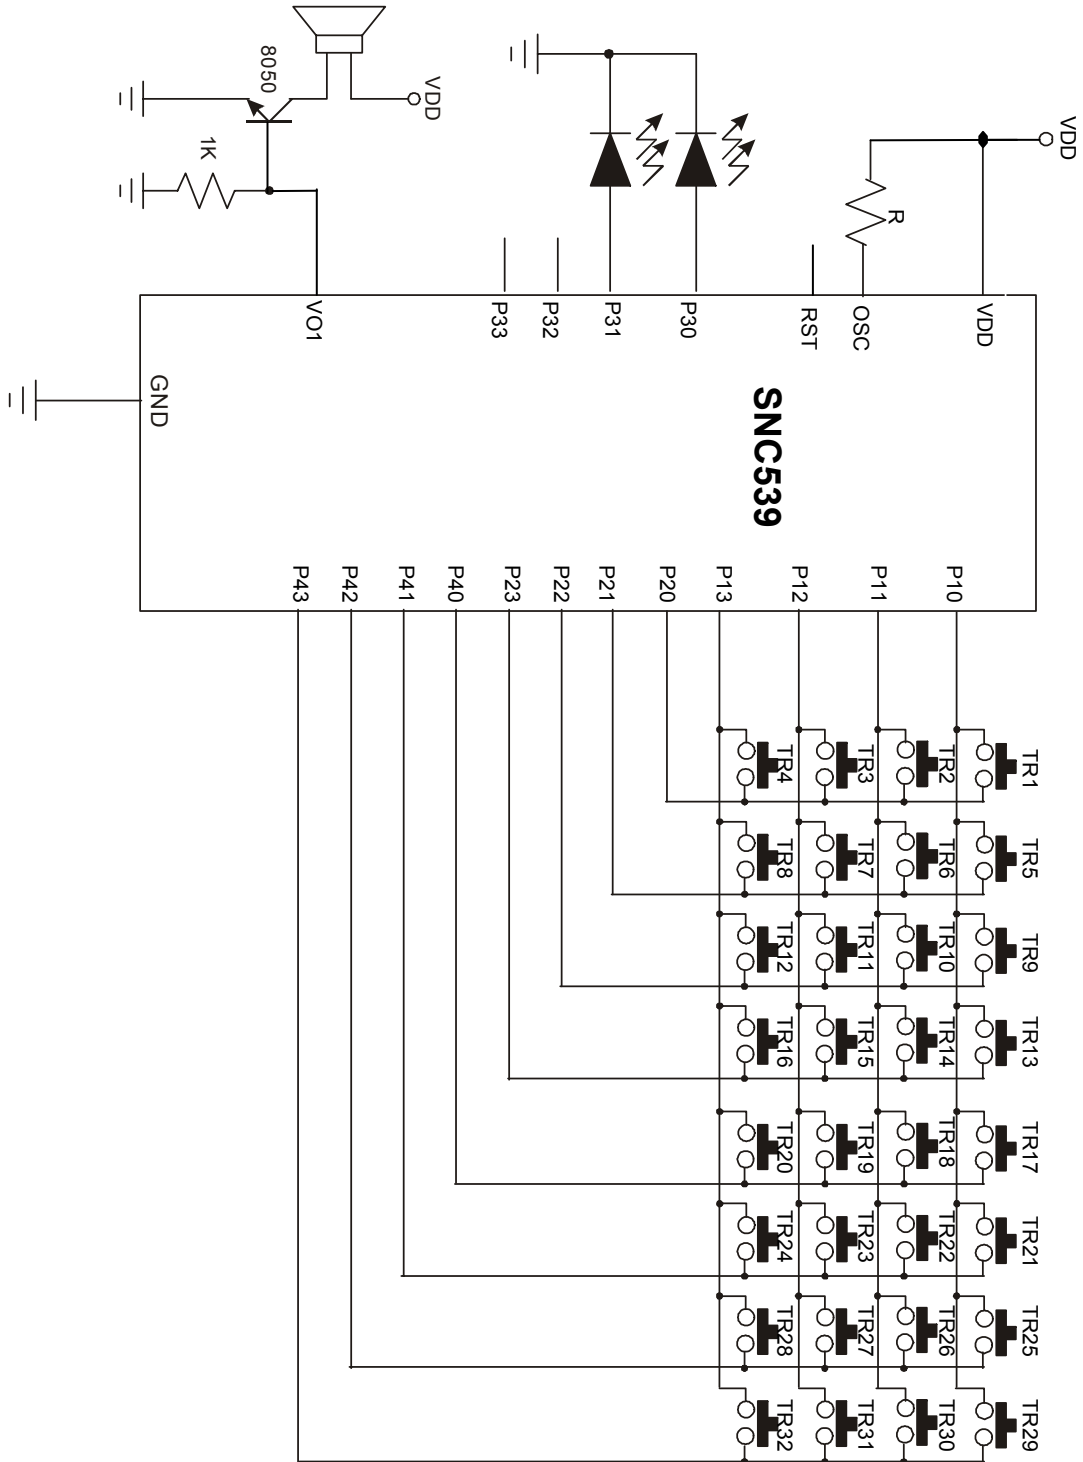 VDD
R
VDD
8050
1K
VDD
OSC
RST
P30
P31
P32
P33
VO1
SNC539
GND
P10
P11
P12
P13
P20
P21
P22
P23
P40
P41
P42
P43
TR1
TR2
TR3
TR4
TR5
TR6
TR7
TR8
TR9
TR10
TR11
TR12
TR13
TR14
TR15
TR16
TR17
TR18
TR19
TR20
TR21
TR22
TR23
TR24
TR25
TR26
TR27
TR28
TR29
TR30
TR31
TR32